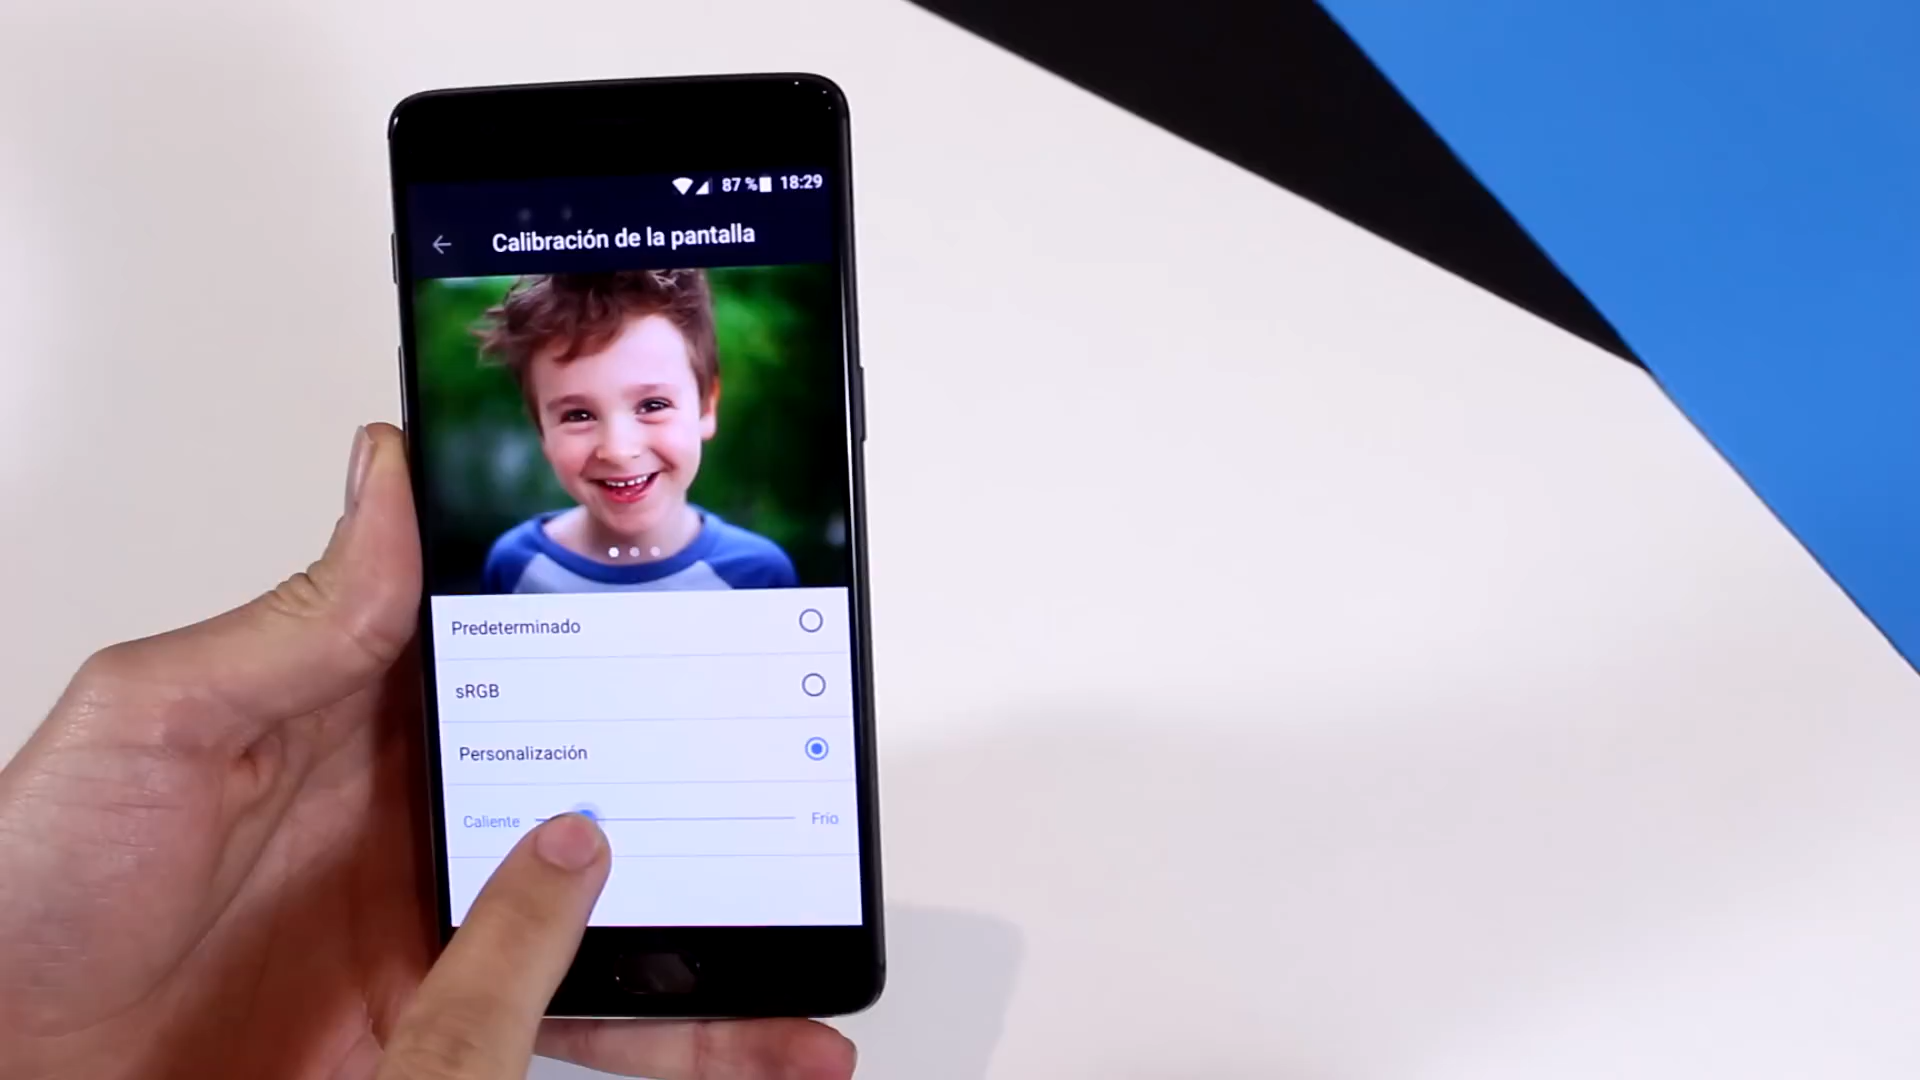 87 % 18:29
Calibración de la pantalla
Predeterminado
sRGB
Personalización
Caliente Frío